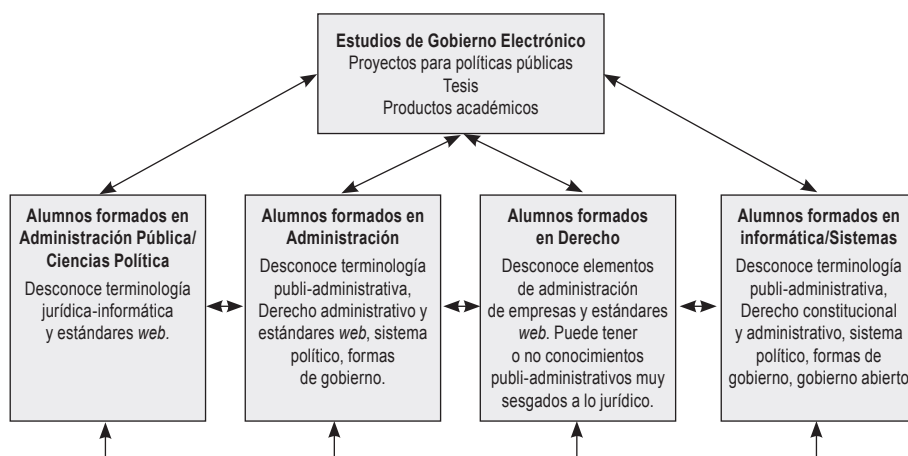 Estudios de Gobierno Electrónico
Proyectos para políticas públicas
Tesis
Productos académicos
Alumnos formados en
Administración Pública/
Ciencias Política
Desconoce terminología
jurídica-informática
y estándares web.
Alumnos formados en
Administración
Desconoce terminología
publi-administrativa,
Derecho administrativo y
estándares web, sistema
político, formas
de gobierno.
Alumnos formados
en Derecho
Desconoce elementos
de administración
de empresas y estándares
web. Puede tener
o no conocimientos
publi-administrativos muy
sesgados a lo jurídico.
Alumnos formados en
informática/Sistemas
Desconoce terminología
publi-administrativa,
Derecho constitucional
y administrativo, sistema
político, formas de
gobierno, gobierno abierto